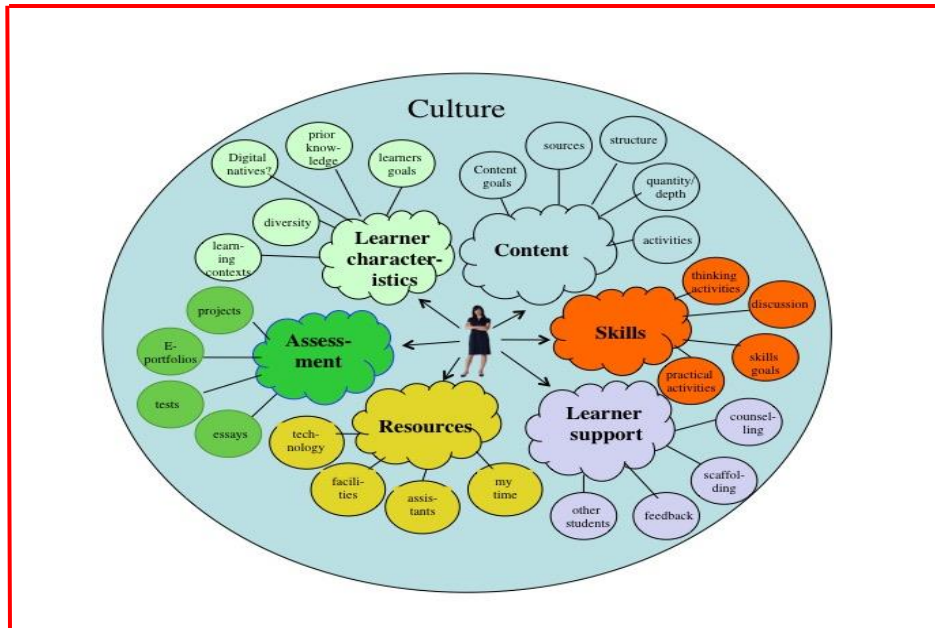 Culture
prior
know-
ledge
Digital
natives?
learners
goals
diversity
learn-
ing
contexts
Learner
character-
istics
Content
goals
sources
structure
quantity/
depth
activities
Content
thinking
activities
discussion
skills
goals
practical
activities
Skills
projects
E-
portfolios
tests
essays
Assess-
ment
Resources
tech-
nology
facili-
ties
assis-
tants
my
time
Learner
support
counsel-
ling
scaffol-
ding
feedback
other
students